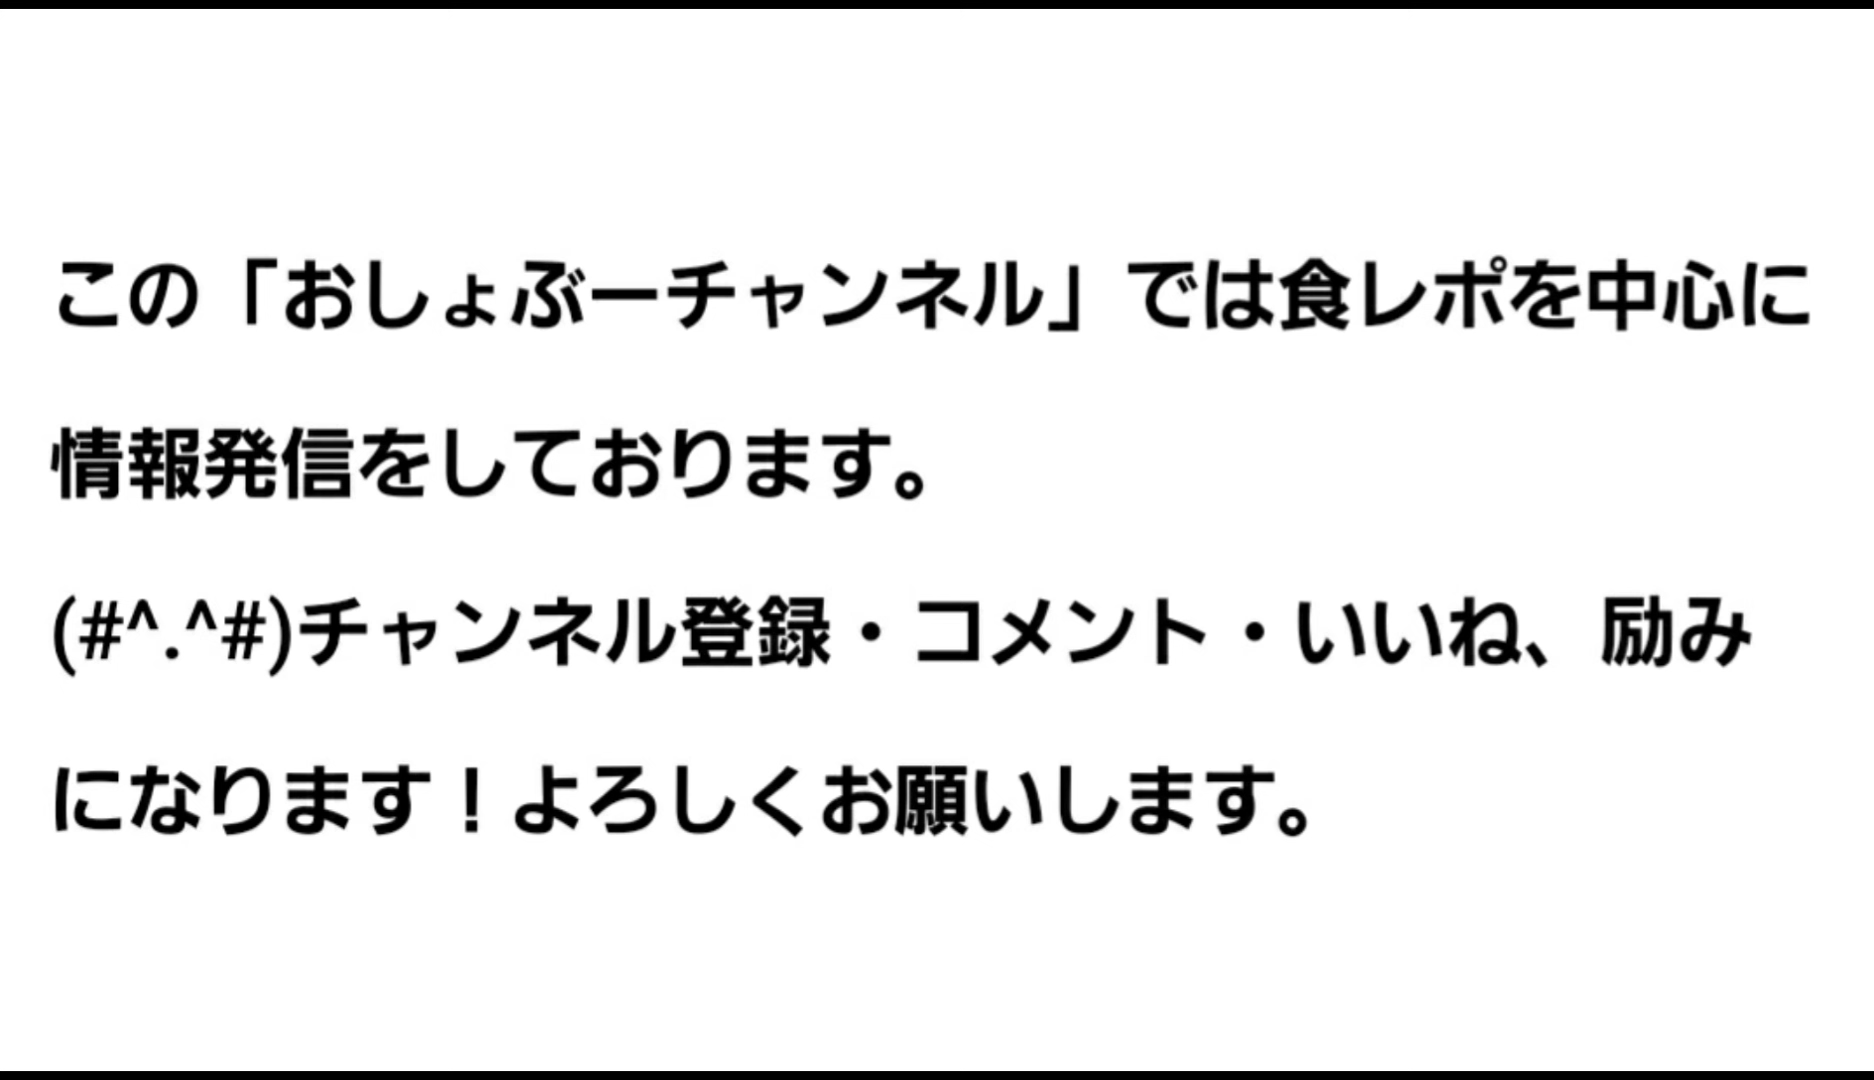 この「おしょぶーチャンネル」では食レポを中心に
情報発信をしております。
(#^.^#)チャンネル登録・コメント・いいね、励み
になります！よろしくお願いします。